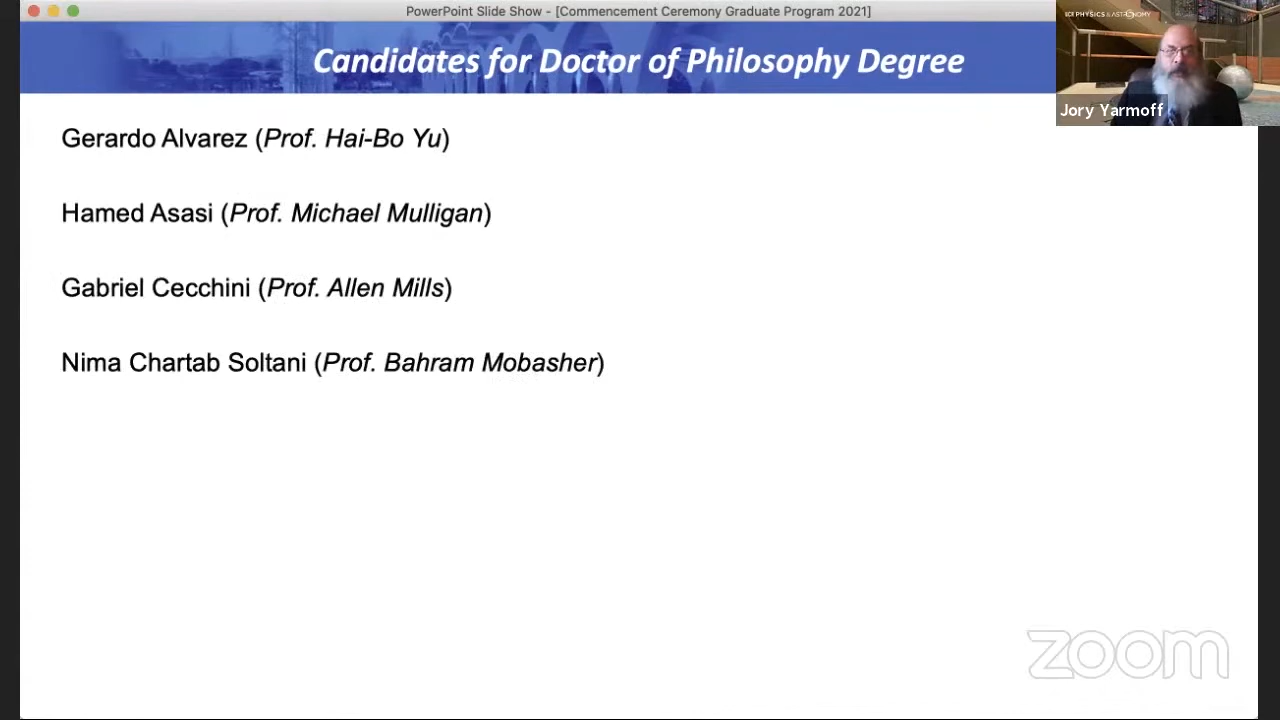 PowerPoint Slide Show - [Commencement Ceremony Graduate Program 2021]
Candidates for Doctor of Philosophy Degree
PHYSICS & ASTRONOMY
Jory Yarmoff
Gerardo Alvarez (Prof. Hai-Bo Yu)
Hamed Asasi (Prof. Michael Mulligan)
Gabriel Cecchini (Prof. Allen Mills)
Nima Chartab Soltani (Prof. Bahram Mobasher)
zoom